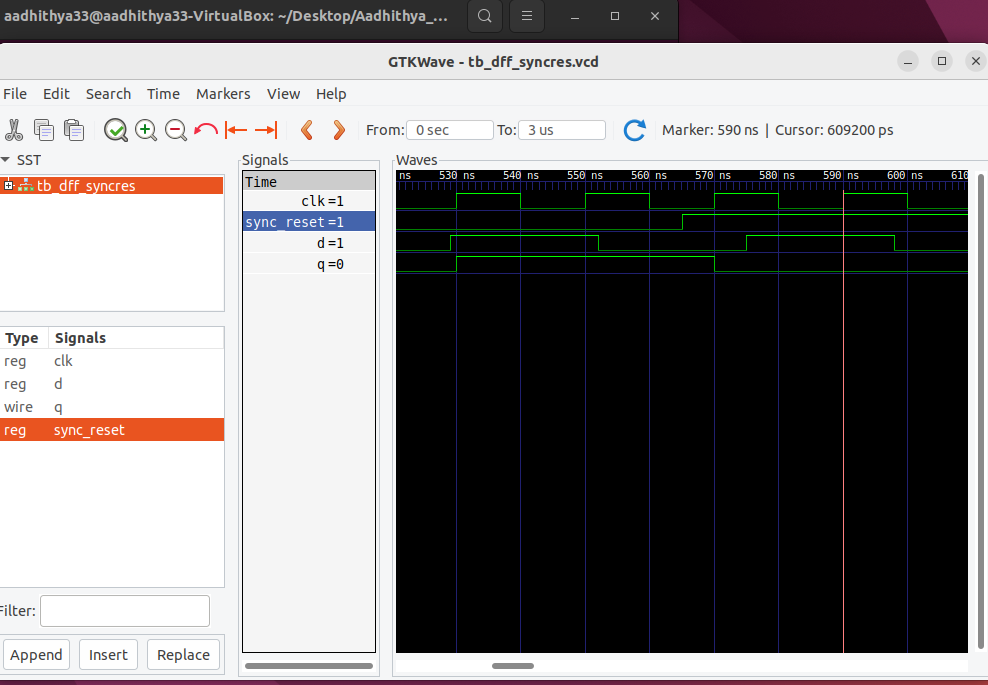 aadhithya33@aadhithya33-VirtualBox: ~/Desktop/Aadhithya_...
GTKWave - tb_dff_syncres.vcd
File Edit Search Time Markers View Help
From: 0 sec To: 3 us Marker: 590 ns | Cursor: 609200 ps
SST
tb_dff_syncres
Type Signals
reg clk
reg d
wire q
reg sync_reset
Filter:
Append Insert Replace
Signals
Time
clk =1
sync_reset =1
d =1
q =0
Waves
ns 530 ns 540 ns 550 ns 560 ns 570 ns 580 ns 590 ns 600 ns 610